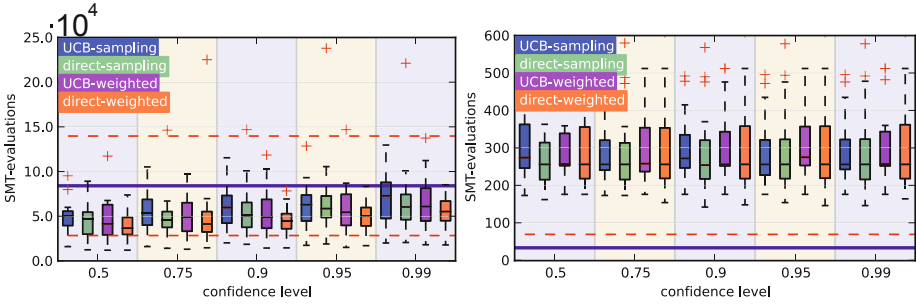 ·10⁴
25.0
20.0
15.0
10.0
5.0
0.0
SMT-evaluations
UCB-sampling
direct-sampling
UCB-weighted
direct-weighted
0.5 0.75 0.9 0.95 0.99
confidence level
600
500
400
300
200
100
0
SMT-evaluations
UCB-sampling
direct-sampling
UCB-weighted
direct-weighted
0.5 0.75 0.9 0.95 0.99
confidence level